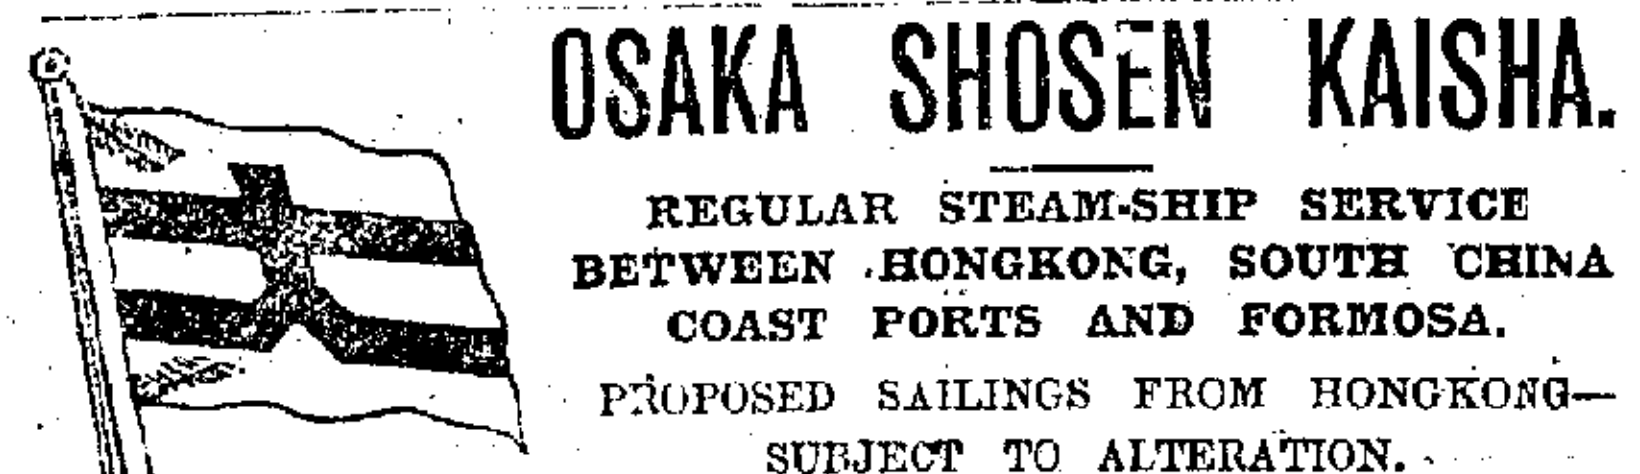 OSAKA SHOSEN KAISHA.
REGULAR STEAM-SHIP SERVICE
BETWEEN HONGKONG, SOUTH CHINA
COAST PORTS AND FORMOSA.
PROPOSED SAILINGS FROM HONGKONG—
SUBJECT TO ALTERATION.